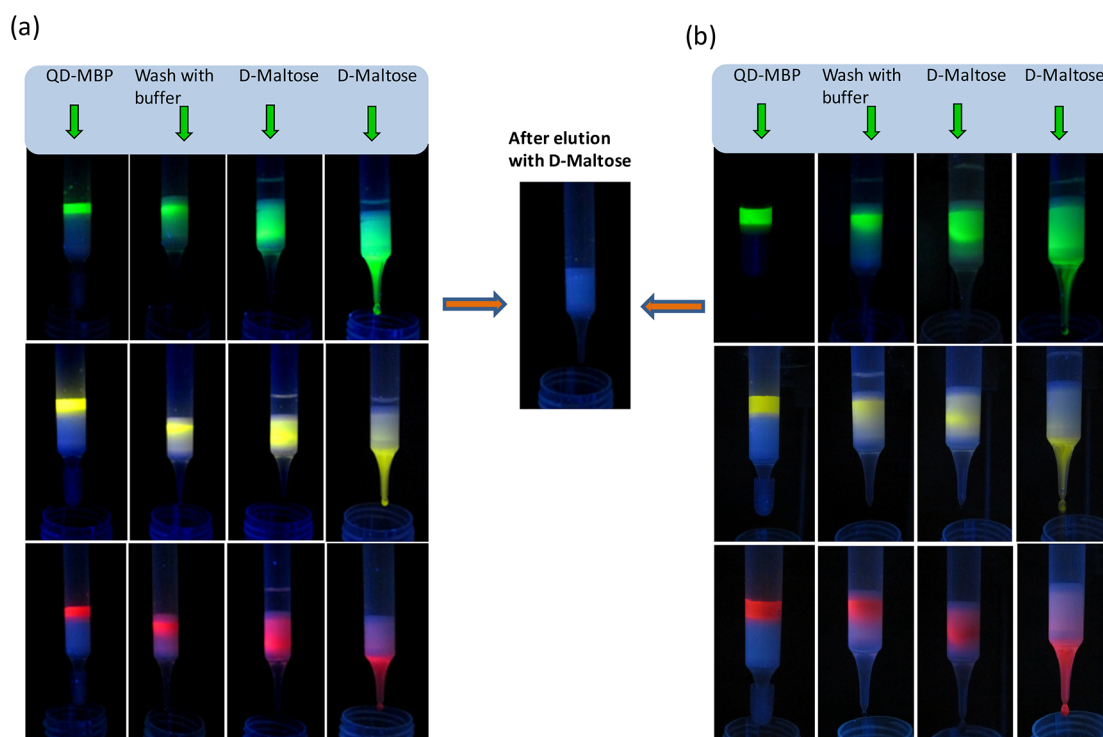 (a)
QD-MBP
Wash with
buffer
D-Maltose
D-Maltose
After elution
with D-Maltose
(b)
QD-MBP
Wash with
buffer
D-Maltose
D-Maltose